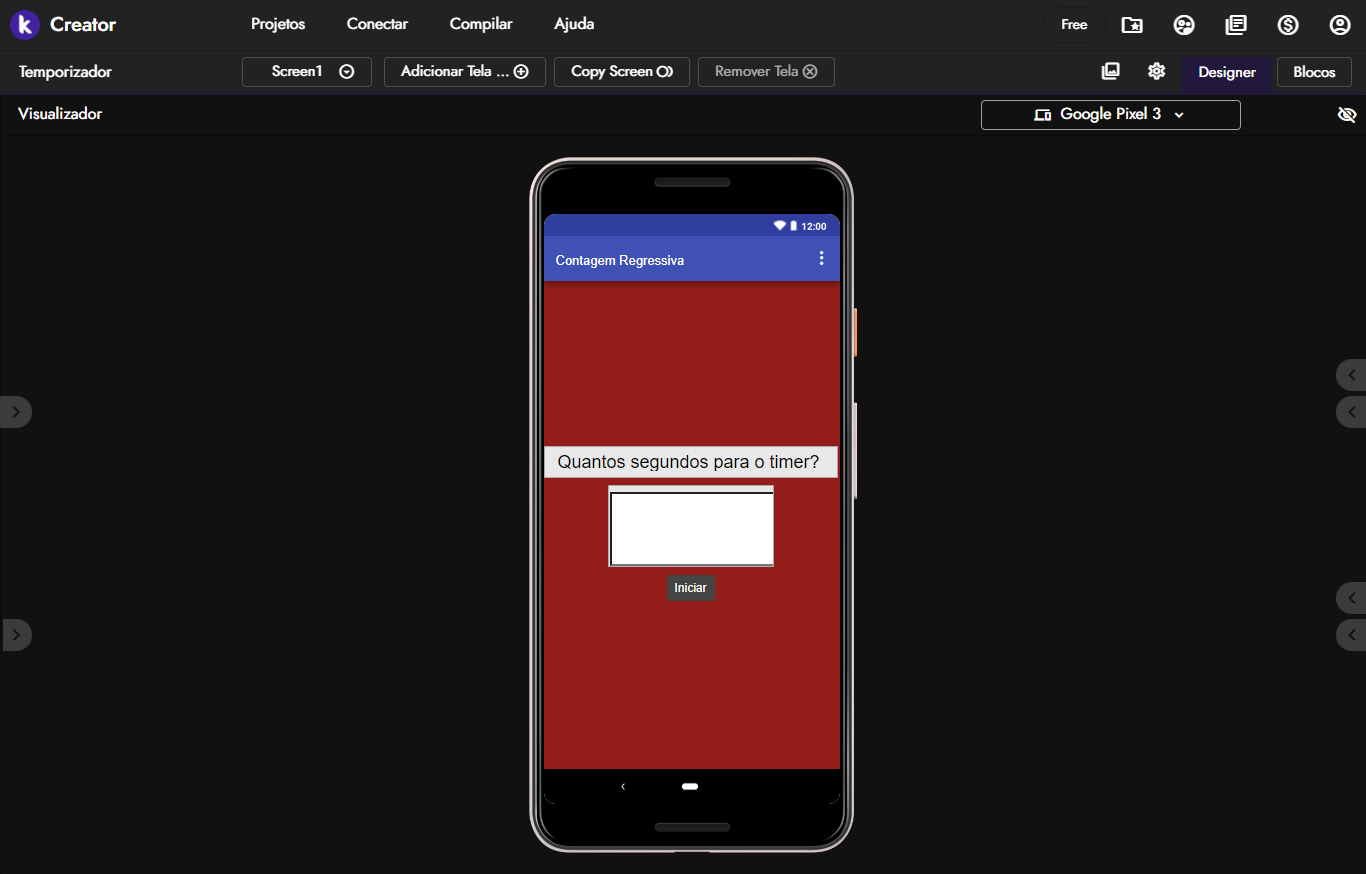 Creator
Projetos
Conectar
Compilar
Ajuda
Free
Temporizador
Screen1
Adicionar Tela ...
Copy Screen
Remover Tela
Designer
Blocos
Visualizador
Google Pixel 3
12:00
Contagem Regressiva
Quantos segundos para o timer?
Iniciar